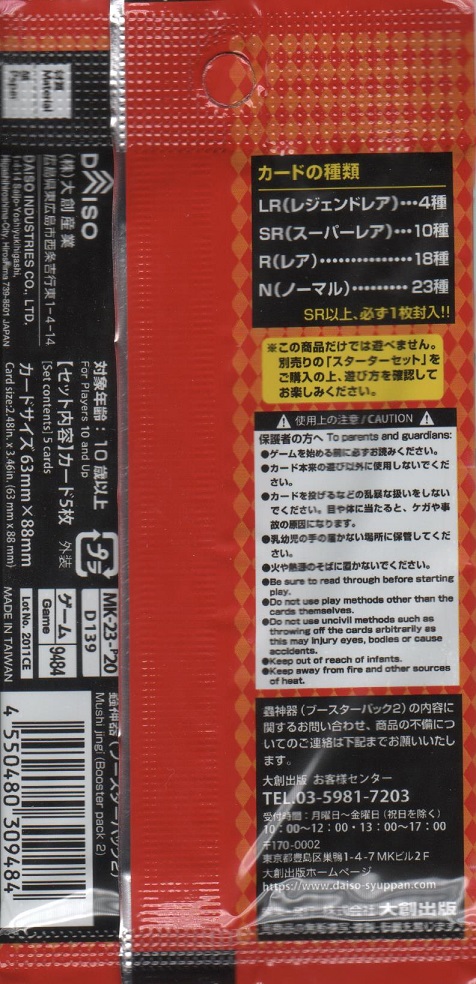 カードの種類
LR(レジェンドレア)…4種
SR(スーパーレア)…10種
R(レア)……………18種
N(ノーマル)………23種
SR以上、必ず1枚封入!!
※この商品だけでは遊べません。
別売りの「スターターセット」を
ご購入の上、遊び方を確認して
お楽しみください。
使用上の注意/CAUTION
保護者の方へ To parents and guardians:
●ゲームを始める前に必ずお読みください。
●カード本来の遊び以外に使用しないでくだ
さい。
●カードを投げるなどの乱暴な扱いをしない
でください。目や体に当たると、ケガや事
故の原因になります。
●乳幼児の手の届かない場所に保管してくだ
さい。
●火や熱源のそばに置かないでください。
●Be sure to read through before starting
play.
●Do not use play methods other than the
cards themselves.
●Do not use uncivil methods such as
throwing off the cards arbitrarily as
this may injury eyes, bodies or cause
accidents.
●Keep out of reach of infants.
●Keep away from fire and other sources
of heat.
蟲神器(ブースターパック2)の内容に
関するお問い合わせ、商品の不備につ
いてのご連絡は下記までお願いいたし
ます。
大創出版 お客様センター
TEL.03-5981-7203
受付時間:月曜日〜金曜日(祝日を除く)
10:00〜12:00・13:00〜17:00
〒170-0002
東京都豊島区巣鴨1-4-7MKビル2F
大創出版ホームページ
https://www.daiso-syuppan.com
株式会社 大創出版
材質
Material
紙
Paper
DAISO
(株)大創産業
広島県東広島市西条吉行東1-4-14
DAISO INDUSTRIES CO., LTD.
1-4-14 Saijo-Yoshiyukihigashi,
Higashihiroshima-City, Hiroshima 739-8501 JAPAN
対象年齢:10歳以上
For Players 10 and Up
【セット内容】カード5枚
[Set contents] 5 cards
カードサイズ 63mm×88mm
Card size:2.48in. x 3.46in. (63 mm x 88 mm)
外装
プラ
MADE IN TAIWAN
MK-23-P20
D139
ゲーム
Game
9484
Lot No. 2011CE
蟲神器(ブースターパック2)
Mushi jingi (Booster pack 2)
4 550480 309484